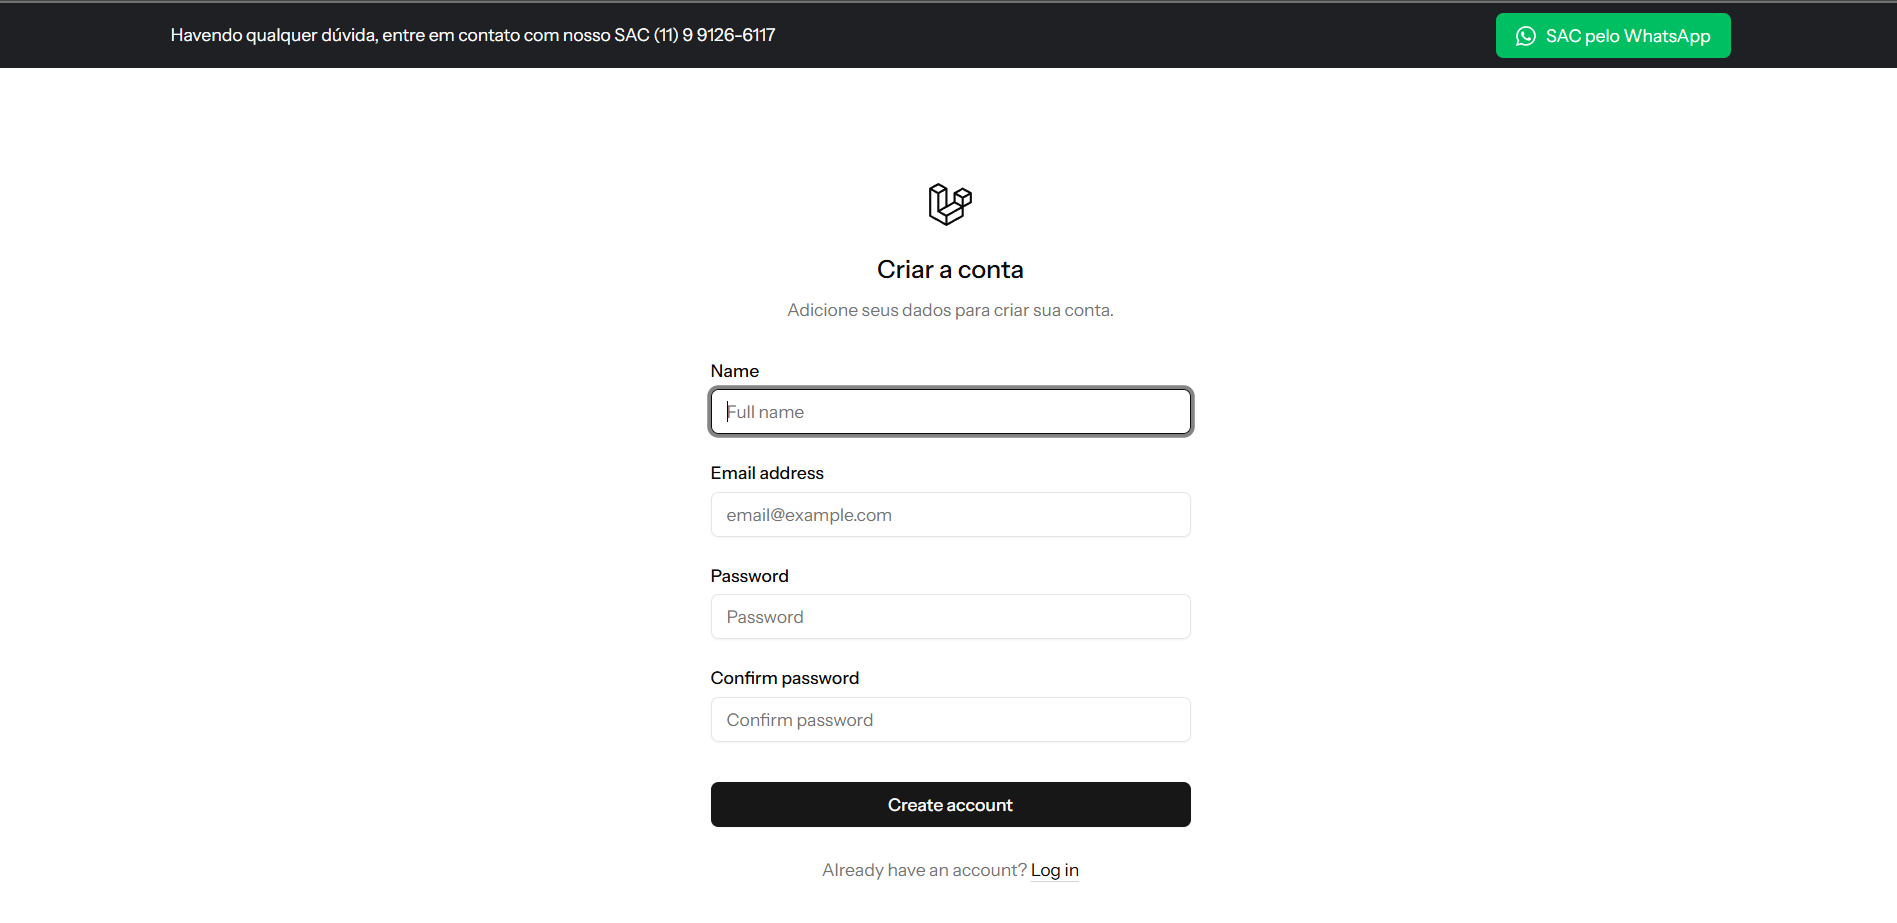 Havendo qualquer dúvida, entre em contato com nosso SAC (11) 9 9126-6117
SAC pelo WhatsApp
Criar a conta
Adicione seus dados para criar sua conta.
Name
Full name
Email address
email@example.com
Password
Password
Confirm password
Confirm password
Create account
Already have an account? Log in